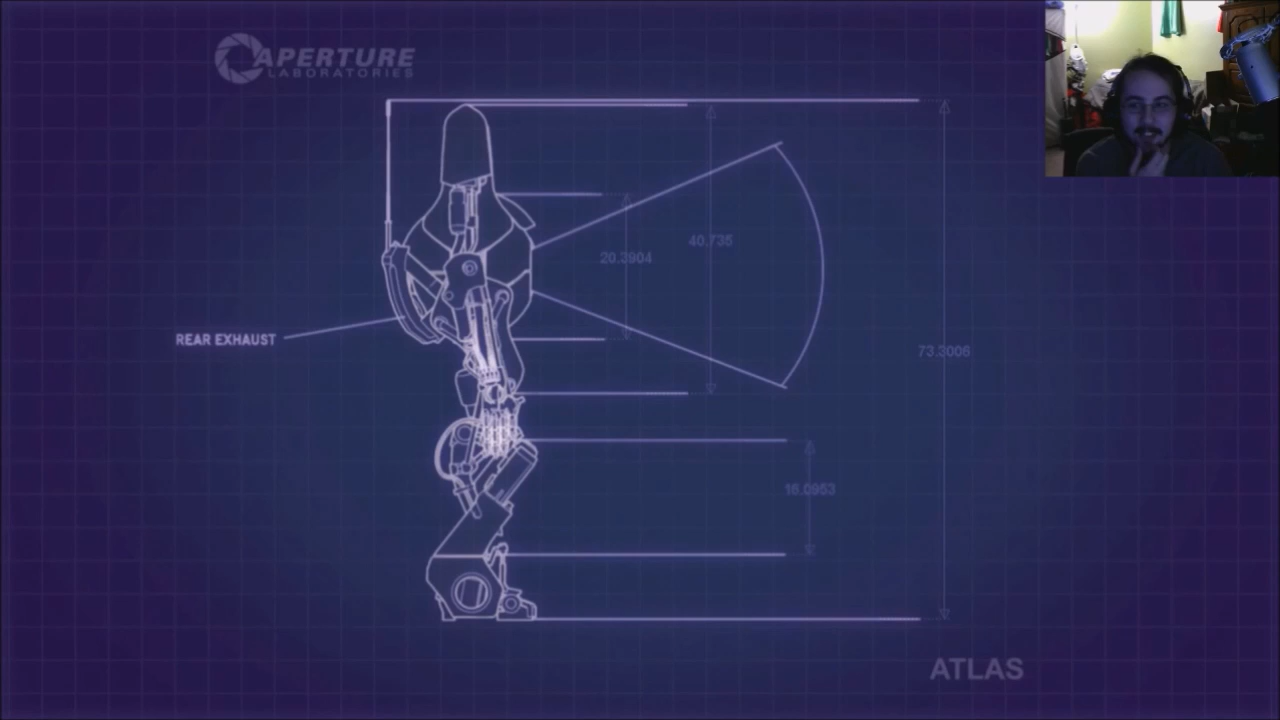 APERTURE
LABORATORIES
40.735
20.3904
REAR EXHAUST
73.3006
16.0953
ATLAS